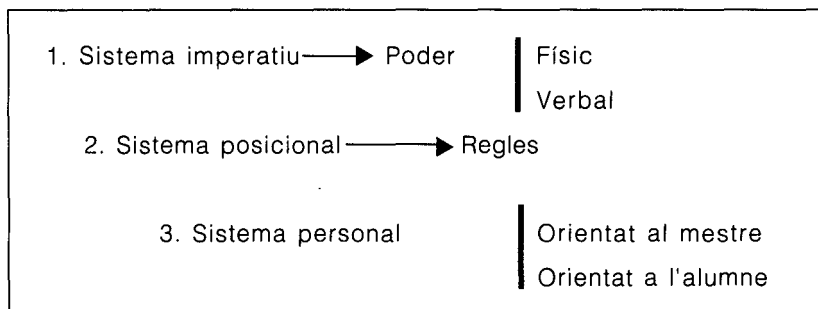 1. Sistema imperatiu → Poder Físic
Verbal
2. Sistema posicional → Regles
3. Sistema personal Orientat al mestre
Orientat a l'alumne